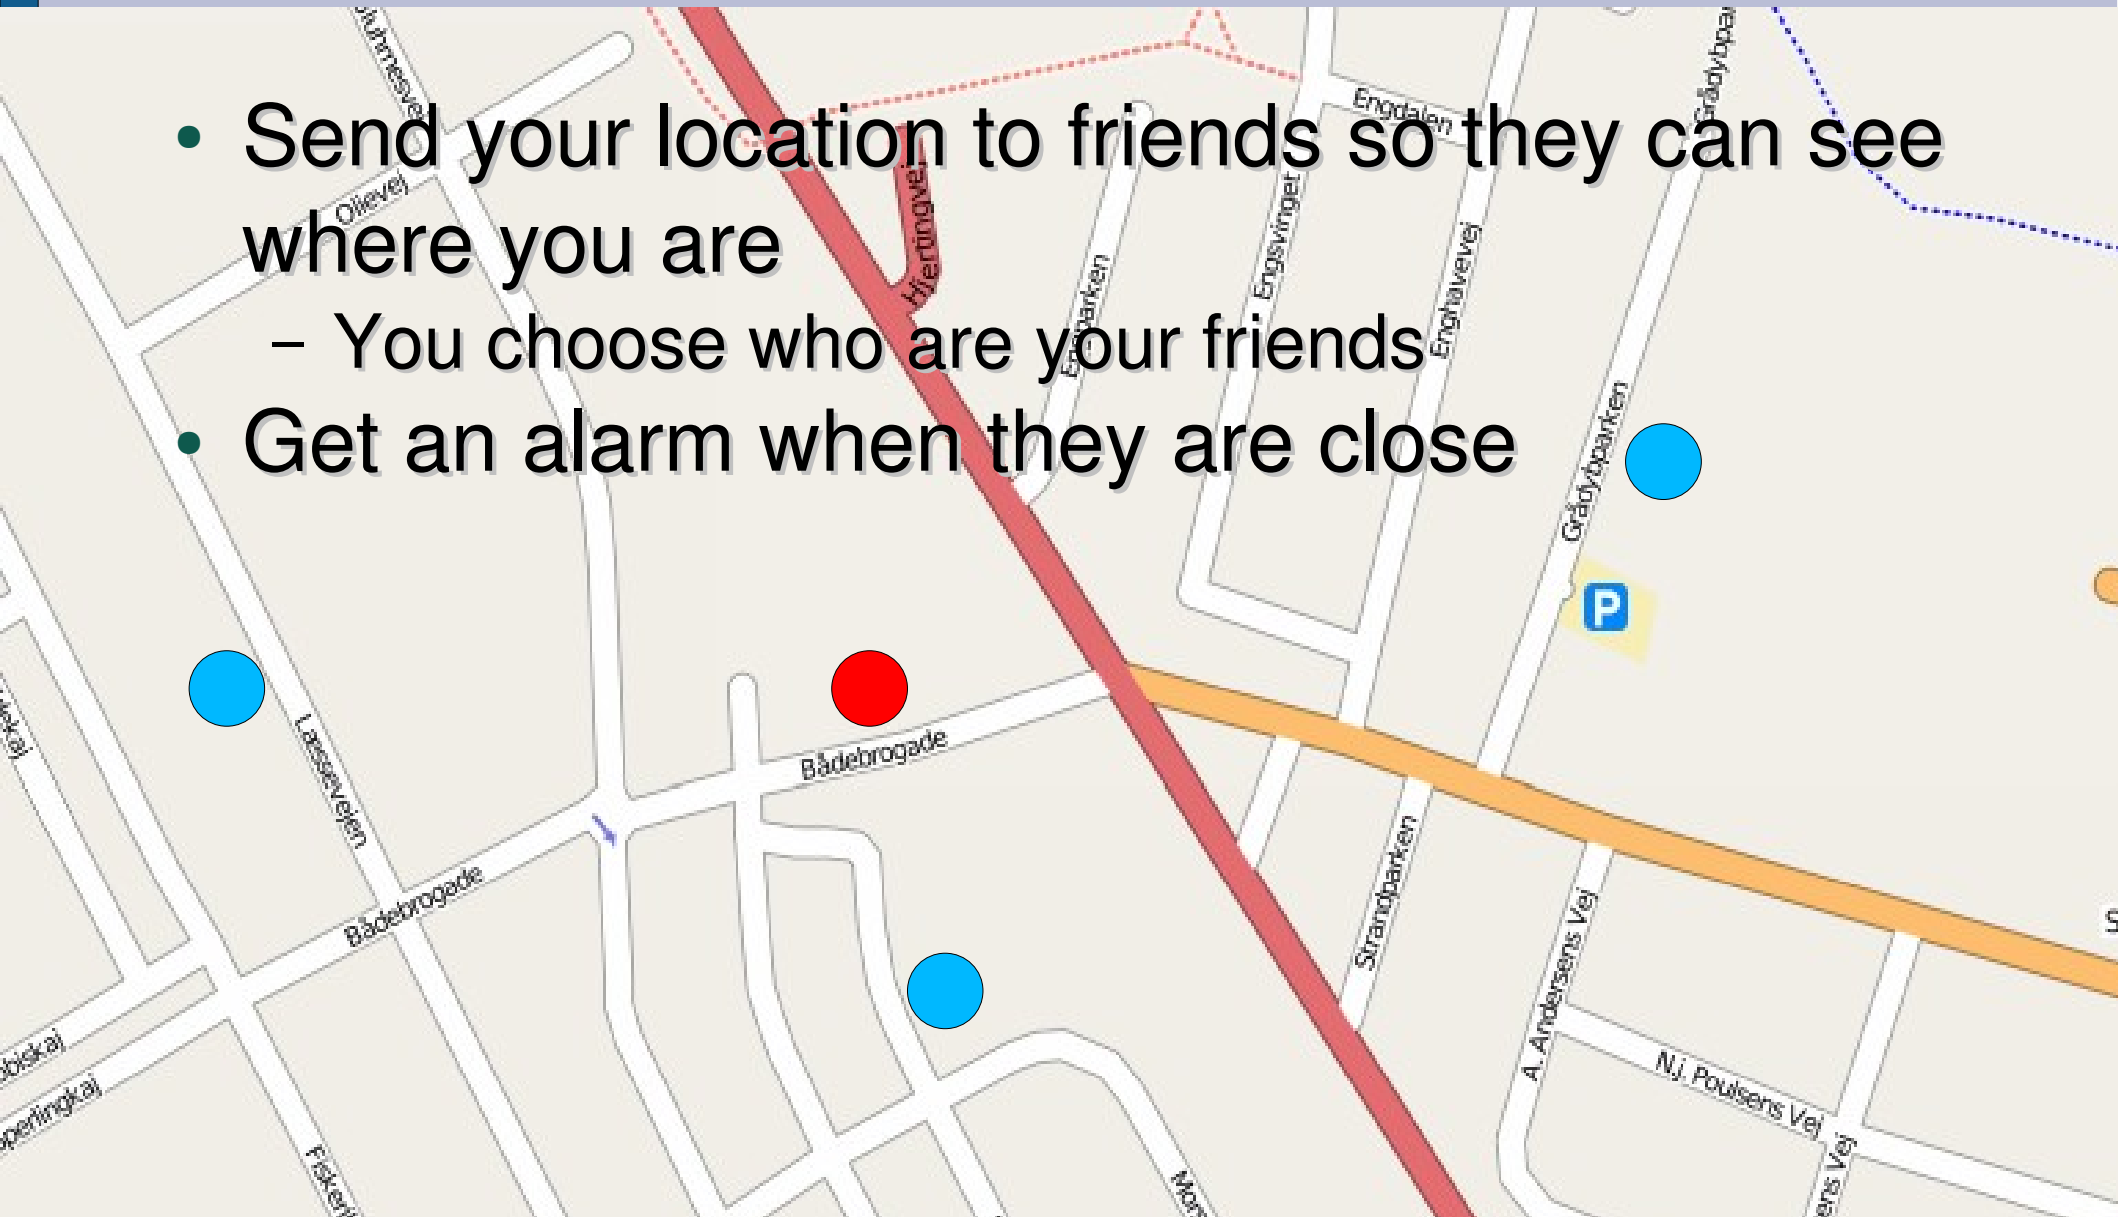 • Send your location to friends so they can see
where you are
– You choose who are your friends
• Get an alarm when they are close
Engdalen
Olievej
Hjertingvej
Engparken
Engsvinget
Enghavevej
Grådybparken
P
Bådebrogade
Læssevejen
Bådebrogade
Strandparken
A. Andersens Vej
N.j. Poulsens Vej